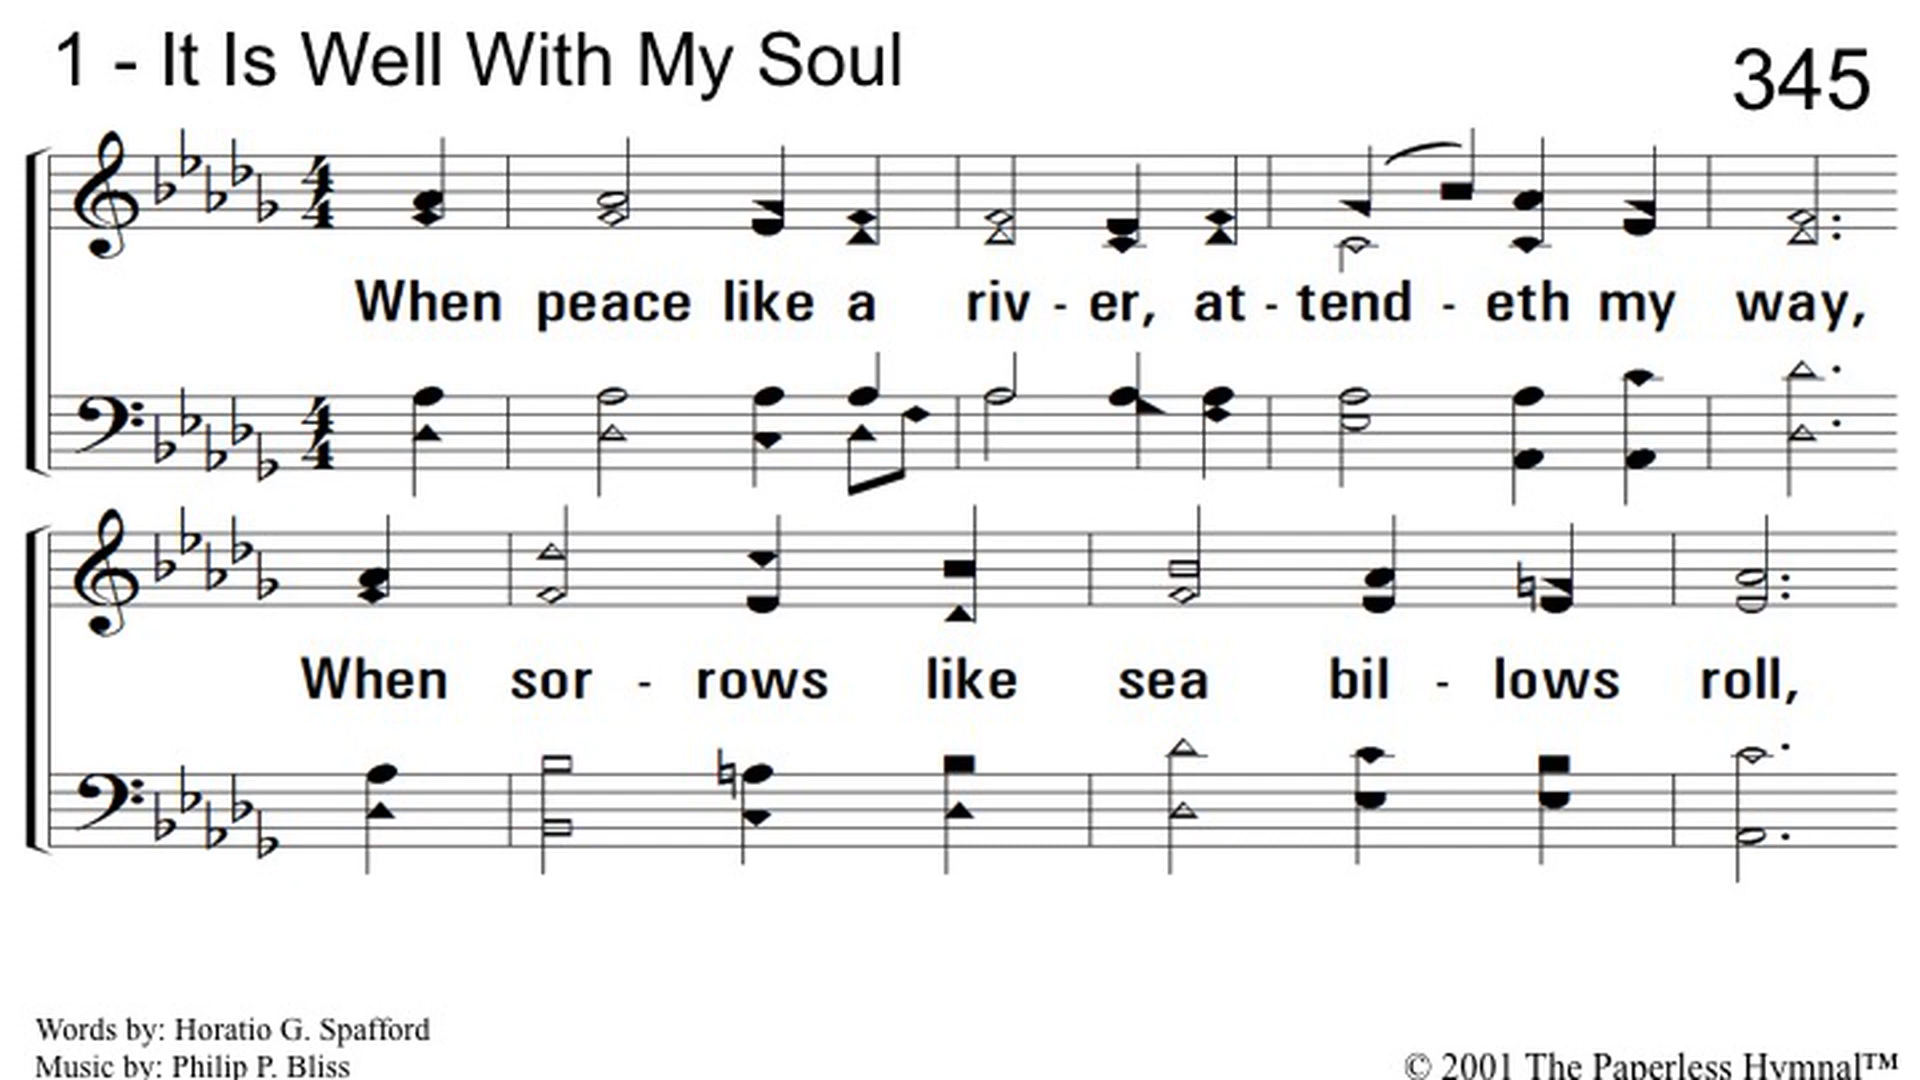 1 - It Is Well With My Soul
345
When peace like a riv - er, at - tend - eth my way,
When sor - rows like sea bil - lows roll,
Words by: Horatio G. Spafford
Music by: Philip P. Bliss
© 2001 The Paperless Hymnal™